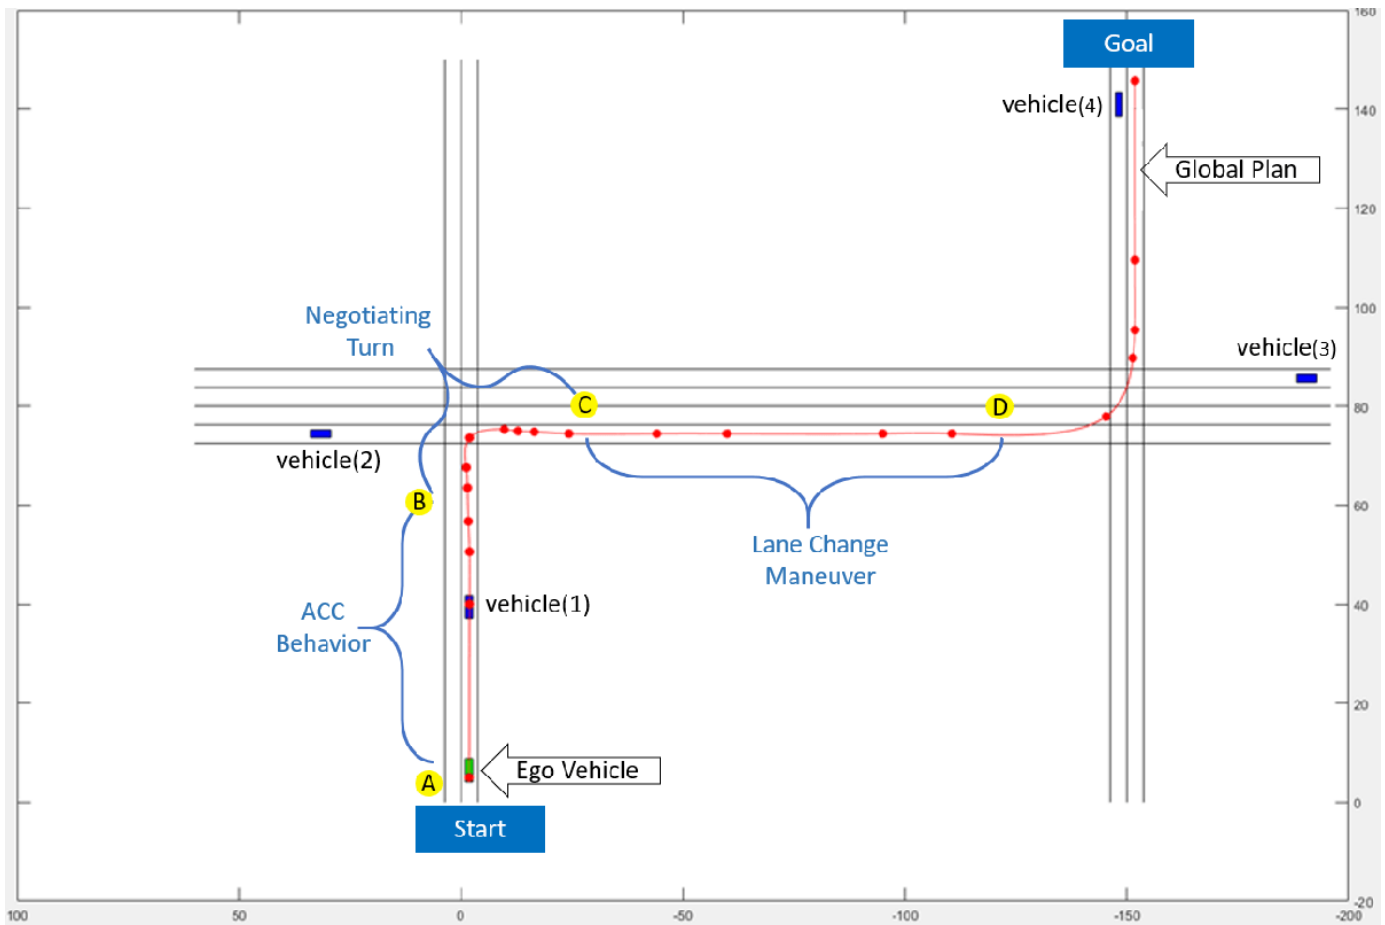 160
Goal
vehicle(4)
140
Global Plan
120
Negotiating
Turn
100
vehicle(3)
C
D
80
vehicle(2)
B
60
Lane Change
Maneuver
ACC
Behavior
vehicle(1)
40
20
Ego Vehicle
A
0
Start
-20
100
50
0
-50
-100
-150
-200